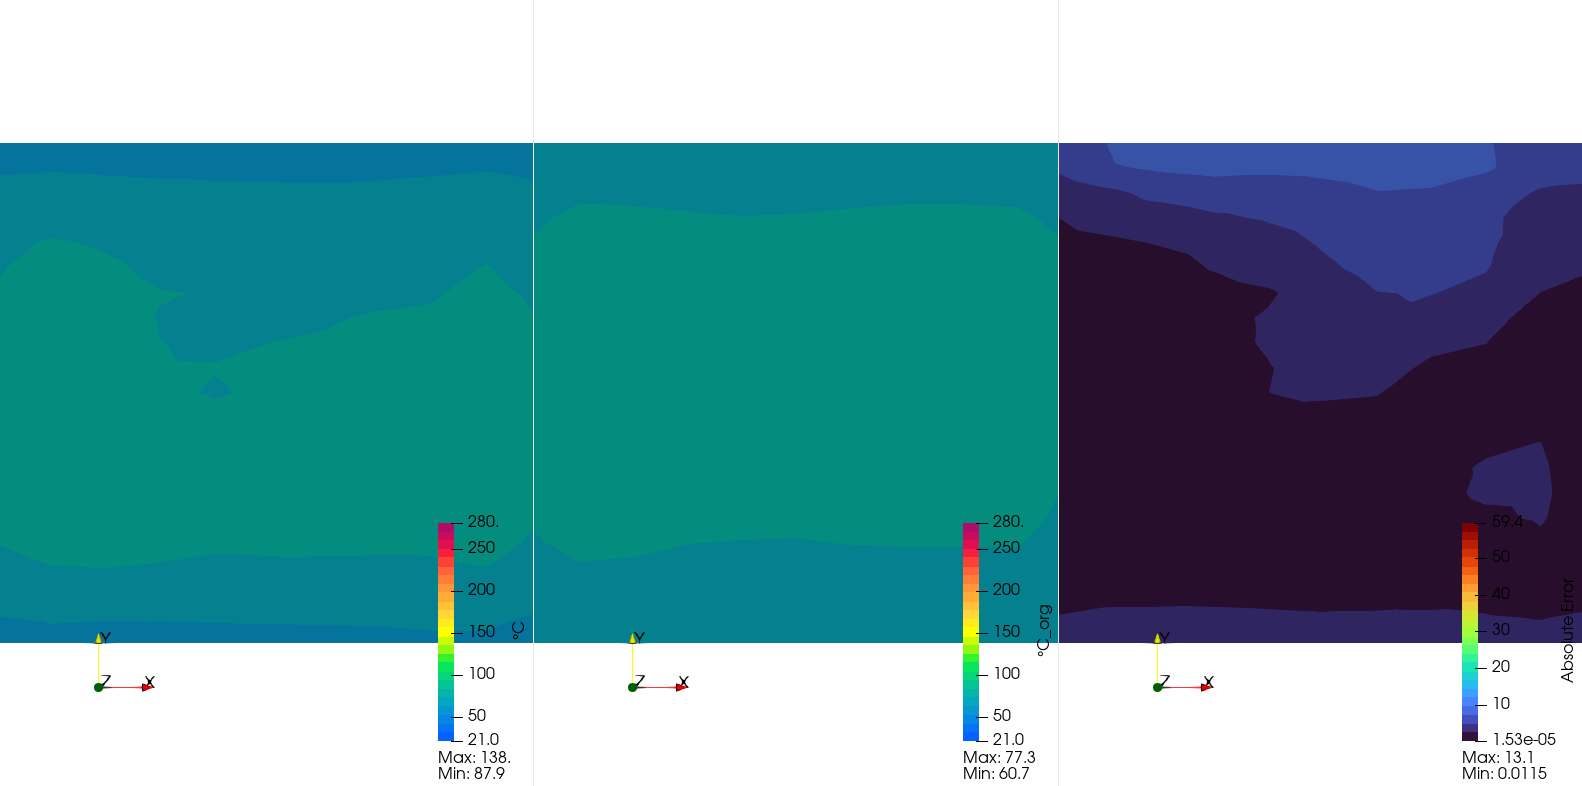 280.
250
200
150
100
50
21.0
°C
Max: 138.
Min: 87.9
Y
Z
X
280.
250
200
150
100
50
21.0
°C_org
Max: 77.3
Min: 60.7
Y
Z
X
59.4
50
40
30
20
10
1.53e-05
Absolute Error
Max: 13.1
Min: 0.0115
Y
Z
X